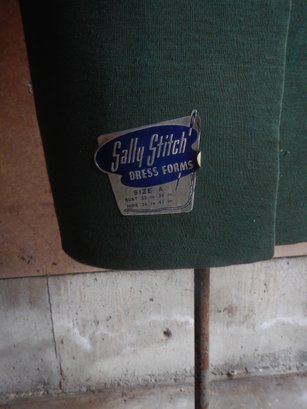 Sally Stitch
DRESS FORMS
SIZE A
BUST
HIPS